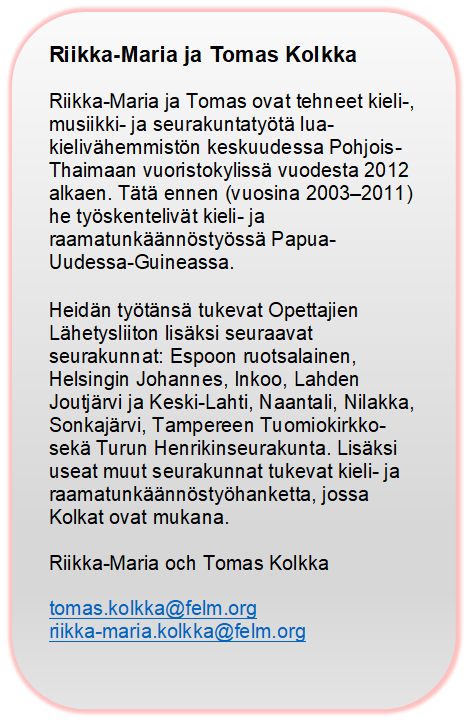 Riikka-Maria ja Tomas Kolkka
Riikka-Maria ja Tomas ovat tehneet kieli-,
musiikki- ja seurakuntatyötä lua-
kielivähemmistön keskuudessa Pohjois-
Thaimaan vuoristokylissä vuodesta 2012
alkaen. Tätä ennen (vuosina 2003–2011)
he työskentelivät kieli- ja
raamatunkäännöstyössä Papua-
Uudessa-Guineassa.
Heidän työtänsä tukevat Opettajien
Lähetysliiton lisäksi seuraavat
seurakunnat: Espoon ruotsalainen,
Helsingin Johannes, Inkoo, Lahden
Joutjärvi ja Keski-Lahti, Naantali, Nilakka,
Sonkajärvi, Tampereen Tuomiokirkko-
sekä Turun Henrikinseurakunta. Lisäksi
useat muut seurakunnat tukevat kieli- ja
raamatunkäännöstyöhanketta, jossa
Kolkat ovat mukana.
Riikka-Maria och Tomas Kolkka
tomas.kolkka@felm.org
riikka-maria.kolkka@felm.org